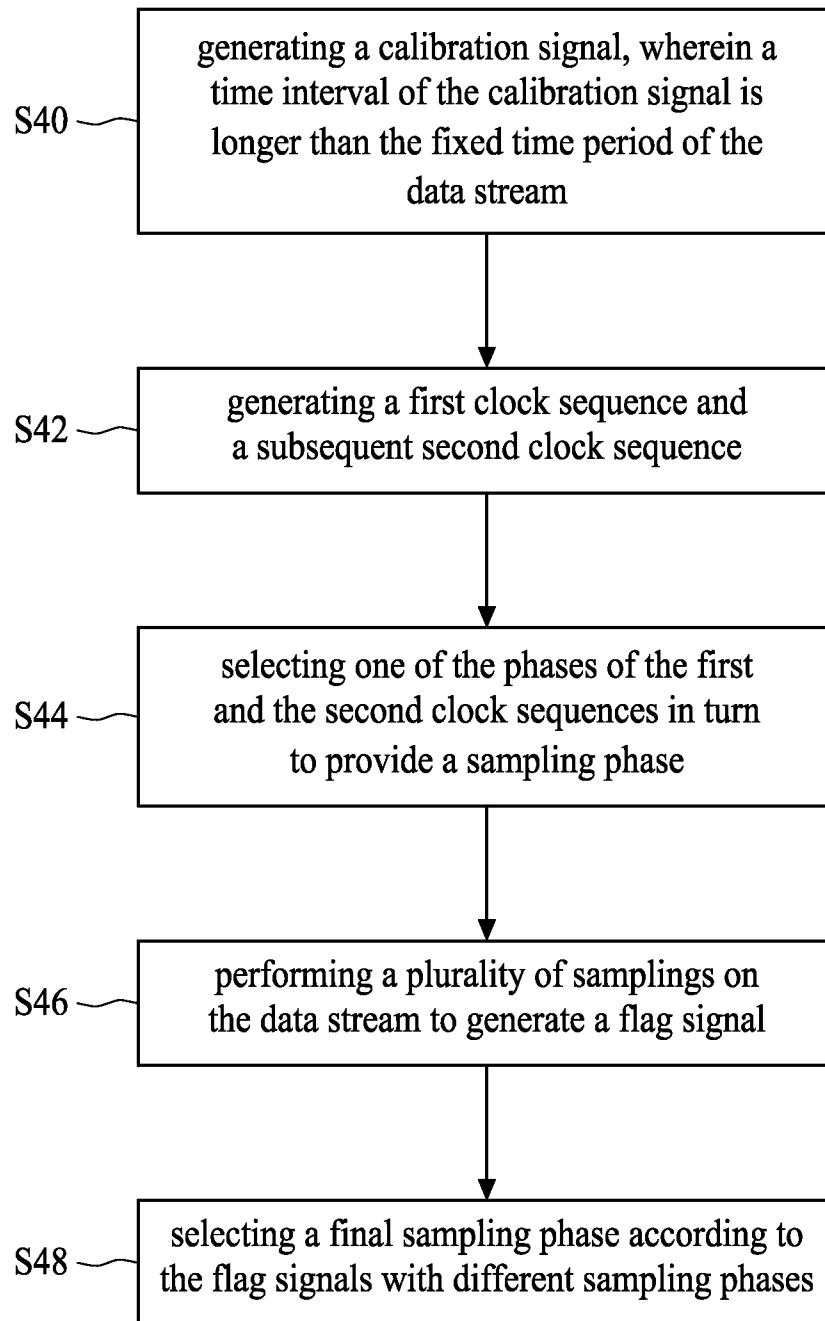 S40
generating a calibration signal, wherein a
time interval of the calibration signal is
longer than the fixed time period of the
data stream
S42
generating a first clock sequence and
a subsequent second clock sequence
S44
selecting one of the phases of the first
and the second clock sequences in turn
to provide a sampling phase
S46
performing a plurality of samplings on
the data stream to generate a flag signal
S48
selecting a final sampling phase according to
the flag signals with different sampling phases